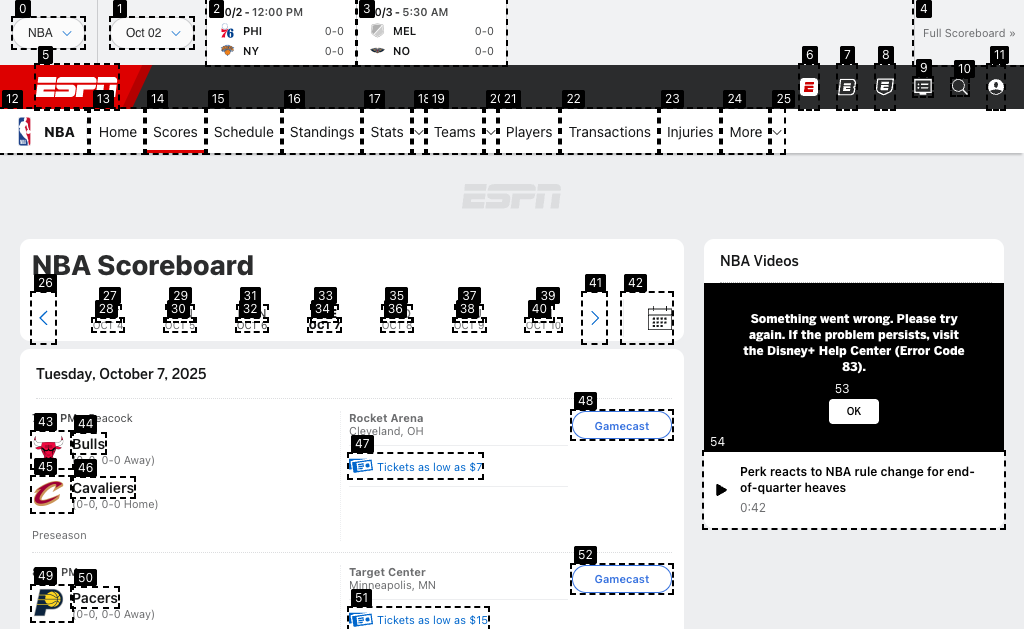 0
1
2
0/2 - 12:00 PM
3
0/3 - 5:30 AM
4
NBA
Oct 02
PHI
0-0
MEL
0-0
Full Scoreboard »
NY
0-0
NO
0-0
5
6
7
8
9
10
11
ESPN
12
13
14
15
16
17
18
19
20
21
22
23
24
25
NBA
Home
Scores
Schedule
Standings
Stats
Teams
Players
Transactions
Injuries
More
ESPN
NBA Scoreboard
NBA Videos
26
27
29
31
33
35
37
39
41
42
28
30
32
34
36
38
40
OCT 4
OCT 5
OCT 6
OCT 7
OCT 8
OCT 9
OCT 10
Something went wrong. Please try
again. If the problem persists, visit
the Disney+ Help Center (Error Code
83).
53
OK
54
Perk reacts to NBA rule change for end-
of-quarter heaves
0:42
Tuesday, October 7, 2025
43
PM
Peacock
44
Bulls
(0-0, 0-0 Away)
45
46
Cavaliers
(0-0, 0-0 Home)
Rocket Arena
Cleveland, OH
47
Tickets as low as $7
48
Gamecast
Preseason
49
PM
50
Pacers
(0-0, 0-0 Away)
Target Center
Minneapolis, MN
51
Tickets as low as $15
52
Gamecast